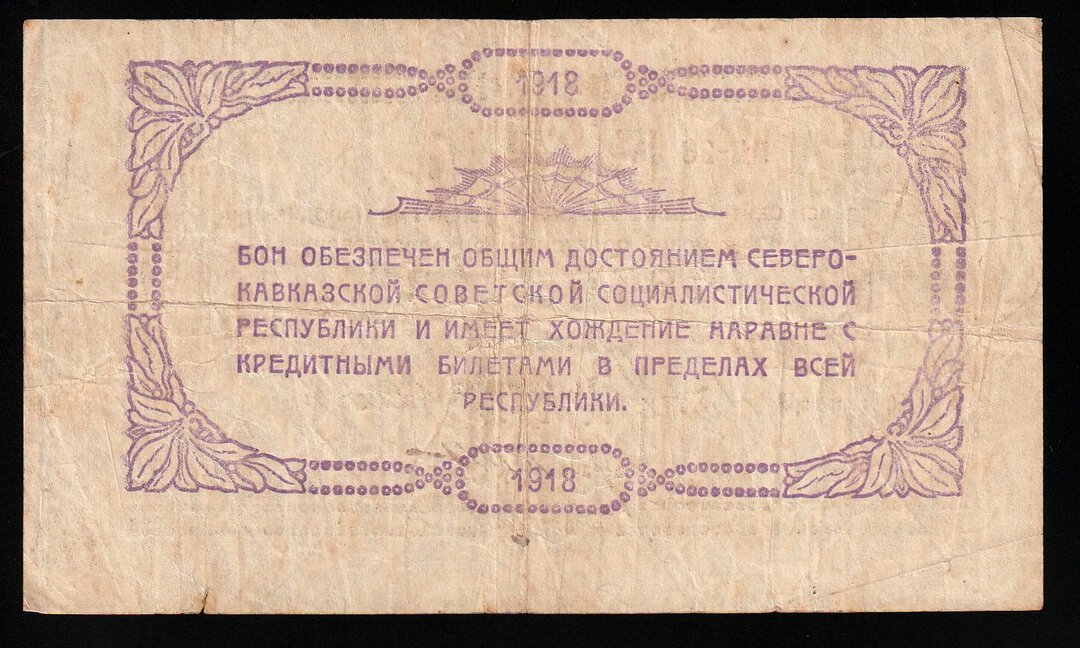 1918
БОН ОБЕЗПЕЧЕН ОБЩИМ ДОСТОЯНИЕМ СЕВЕРО-
КАВКАЗСКОЙ СОВЕТСКОЙ СОЦИАЛИСТИЧЕСКОЙ
РЕСПУБЛИКИ И ИМЕЕТ ХОЖДЕНИЕ НАРАВНЕ С
КРЕДИТНЫМИ БИЛЕТАМИ В ПРЕДЕЛАХ ВСЕЙ
РЕСПУБЛИКИ.
1918